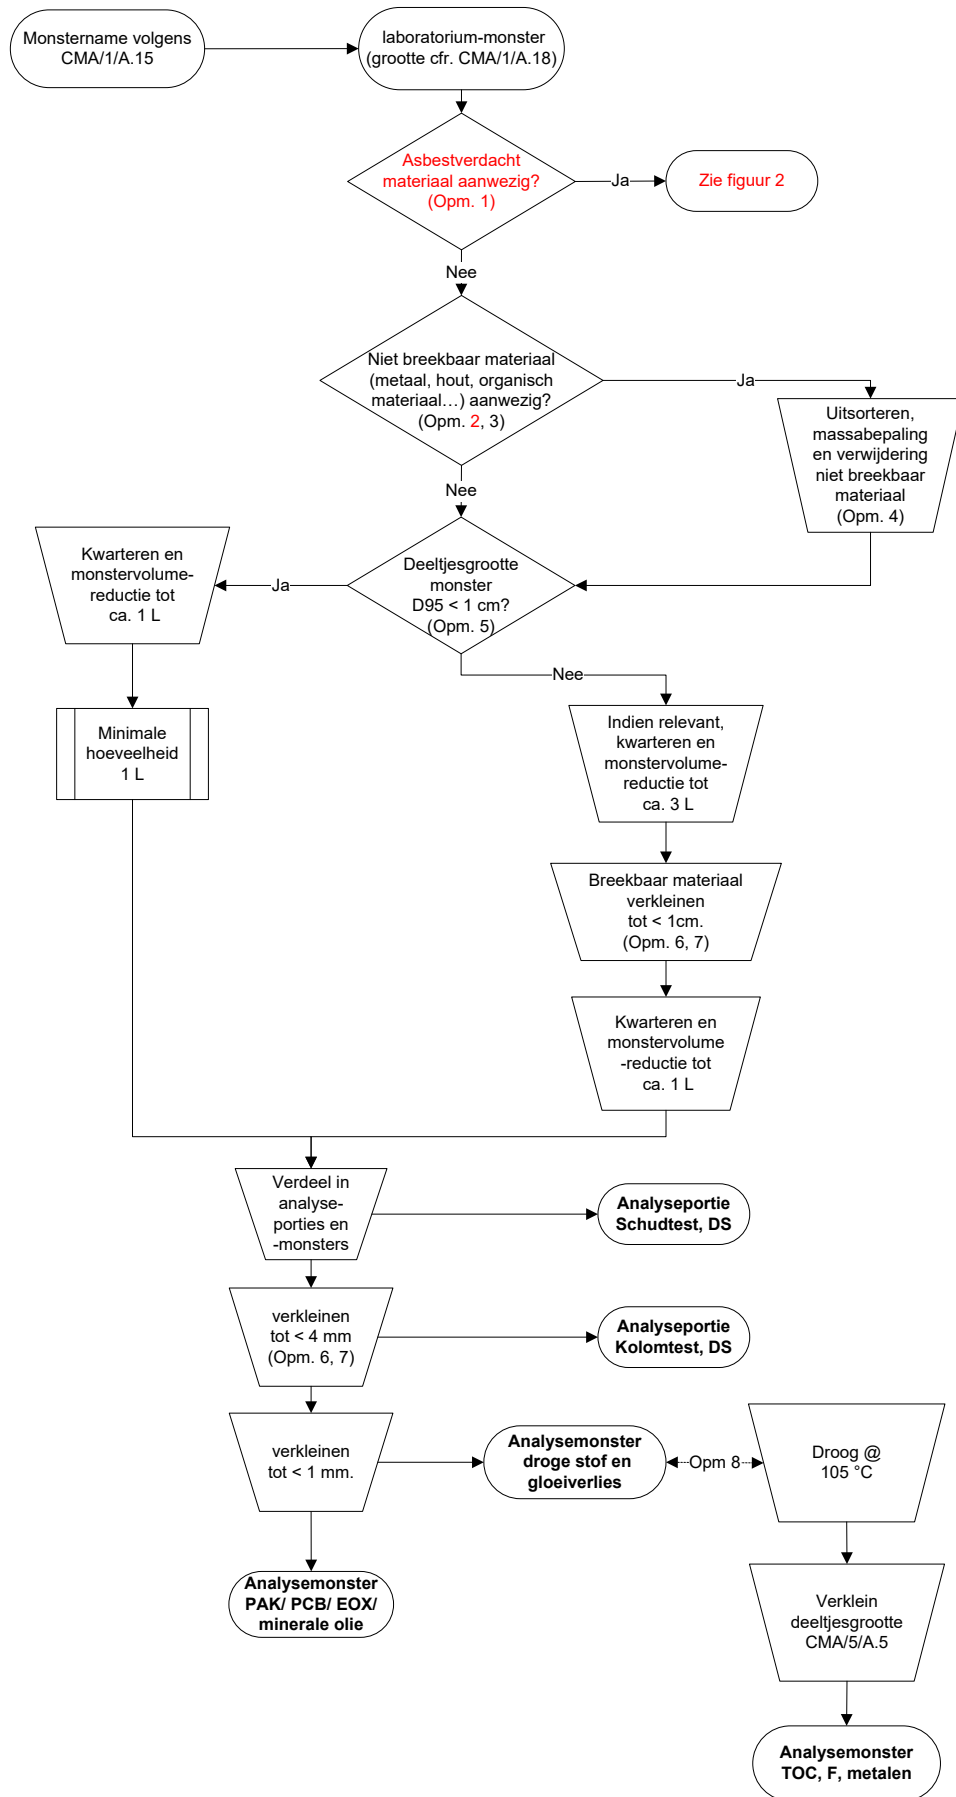 Monstername volgens
CMA/1/A.15
laboratorium-monster
(grootte cfr. CMA/1/A.18)
Asbestverdacht
materiaal aanwezig?
(Opm. 1)
Ja
Zie figuur 2
Nee
Niet breekbaar materiaal
(metaal, hout, organisch
materiaal…) aanwezig?
(Opm. 2, 3)
Ja
Uitsorteren,
massabepaling
en verwijdering
niet breekbaar
materiaal
(Opm. 4)
Nee
Deeltjesgrootte
monster
D95 < 1 cm?
(Opm. 5)
Ja
Kwarteren en
monstervolume-
reductie tot
ca. 1 L
Minimale
hoeveelheid
1 L
Nee
Indien relevant,
kwarteren en
monstervolume-
reductie tot
ca. 3 L
Breekbaar materiaal
verkleinen
tot < 1cm.
(Opm. 6, 7)
Kwarteren en
monstervolume
-reductie tot
ca. 1 L
Verdeel in
analyse-
porties en
-monsters
Analyseportie
Schudtest, DS
verkleinen
tot < 4 mm
(Opm. 6, 7)
Analyseportie
Kolomtest, DS
verkleinen
tot < 1 mm.
Analysemonster
droge stof en
gloeiverlies
Opm 8
Droog @
105 °C
Analysemonster
PAK/ PCB/ EOX/
minerale olie
Verklein
deeltjesgrootte
CMA/5/A.5
Analysemonster
TOC, F, metalen